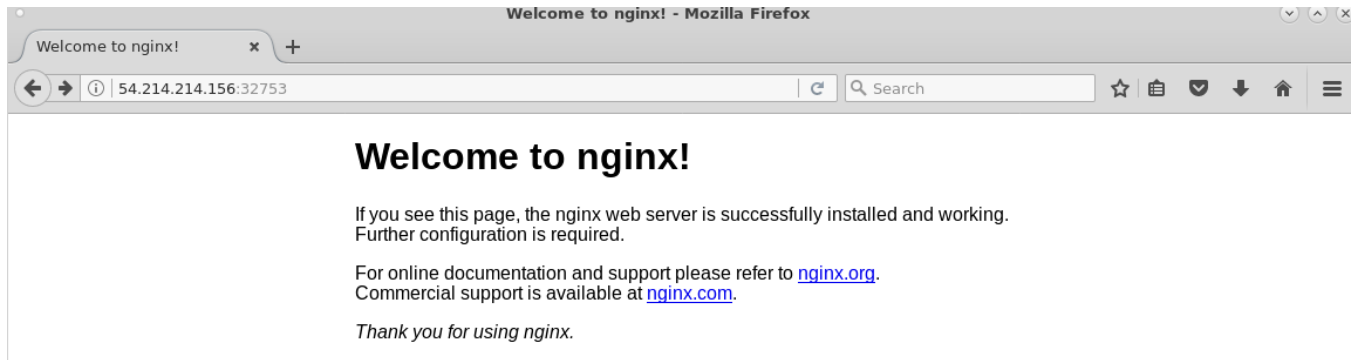 Welcome to nginx! - Mozilla Firefox
Welcome to nginx!
54.214.214.156:32753
Search
Welcome to nginx!
If you see this page, the nginx web server is successfully installed and working.
Further configuration is required.
For online documentation and support please refer to nginx.org.
Commercial support is available at nginx.com.
Thank you for using nginx.